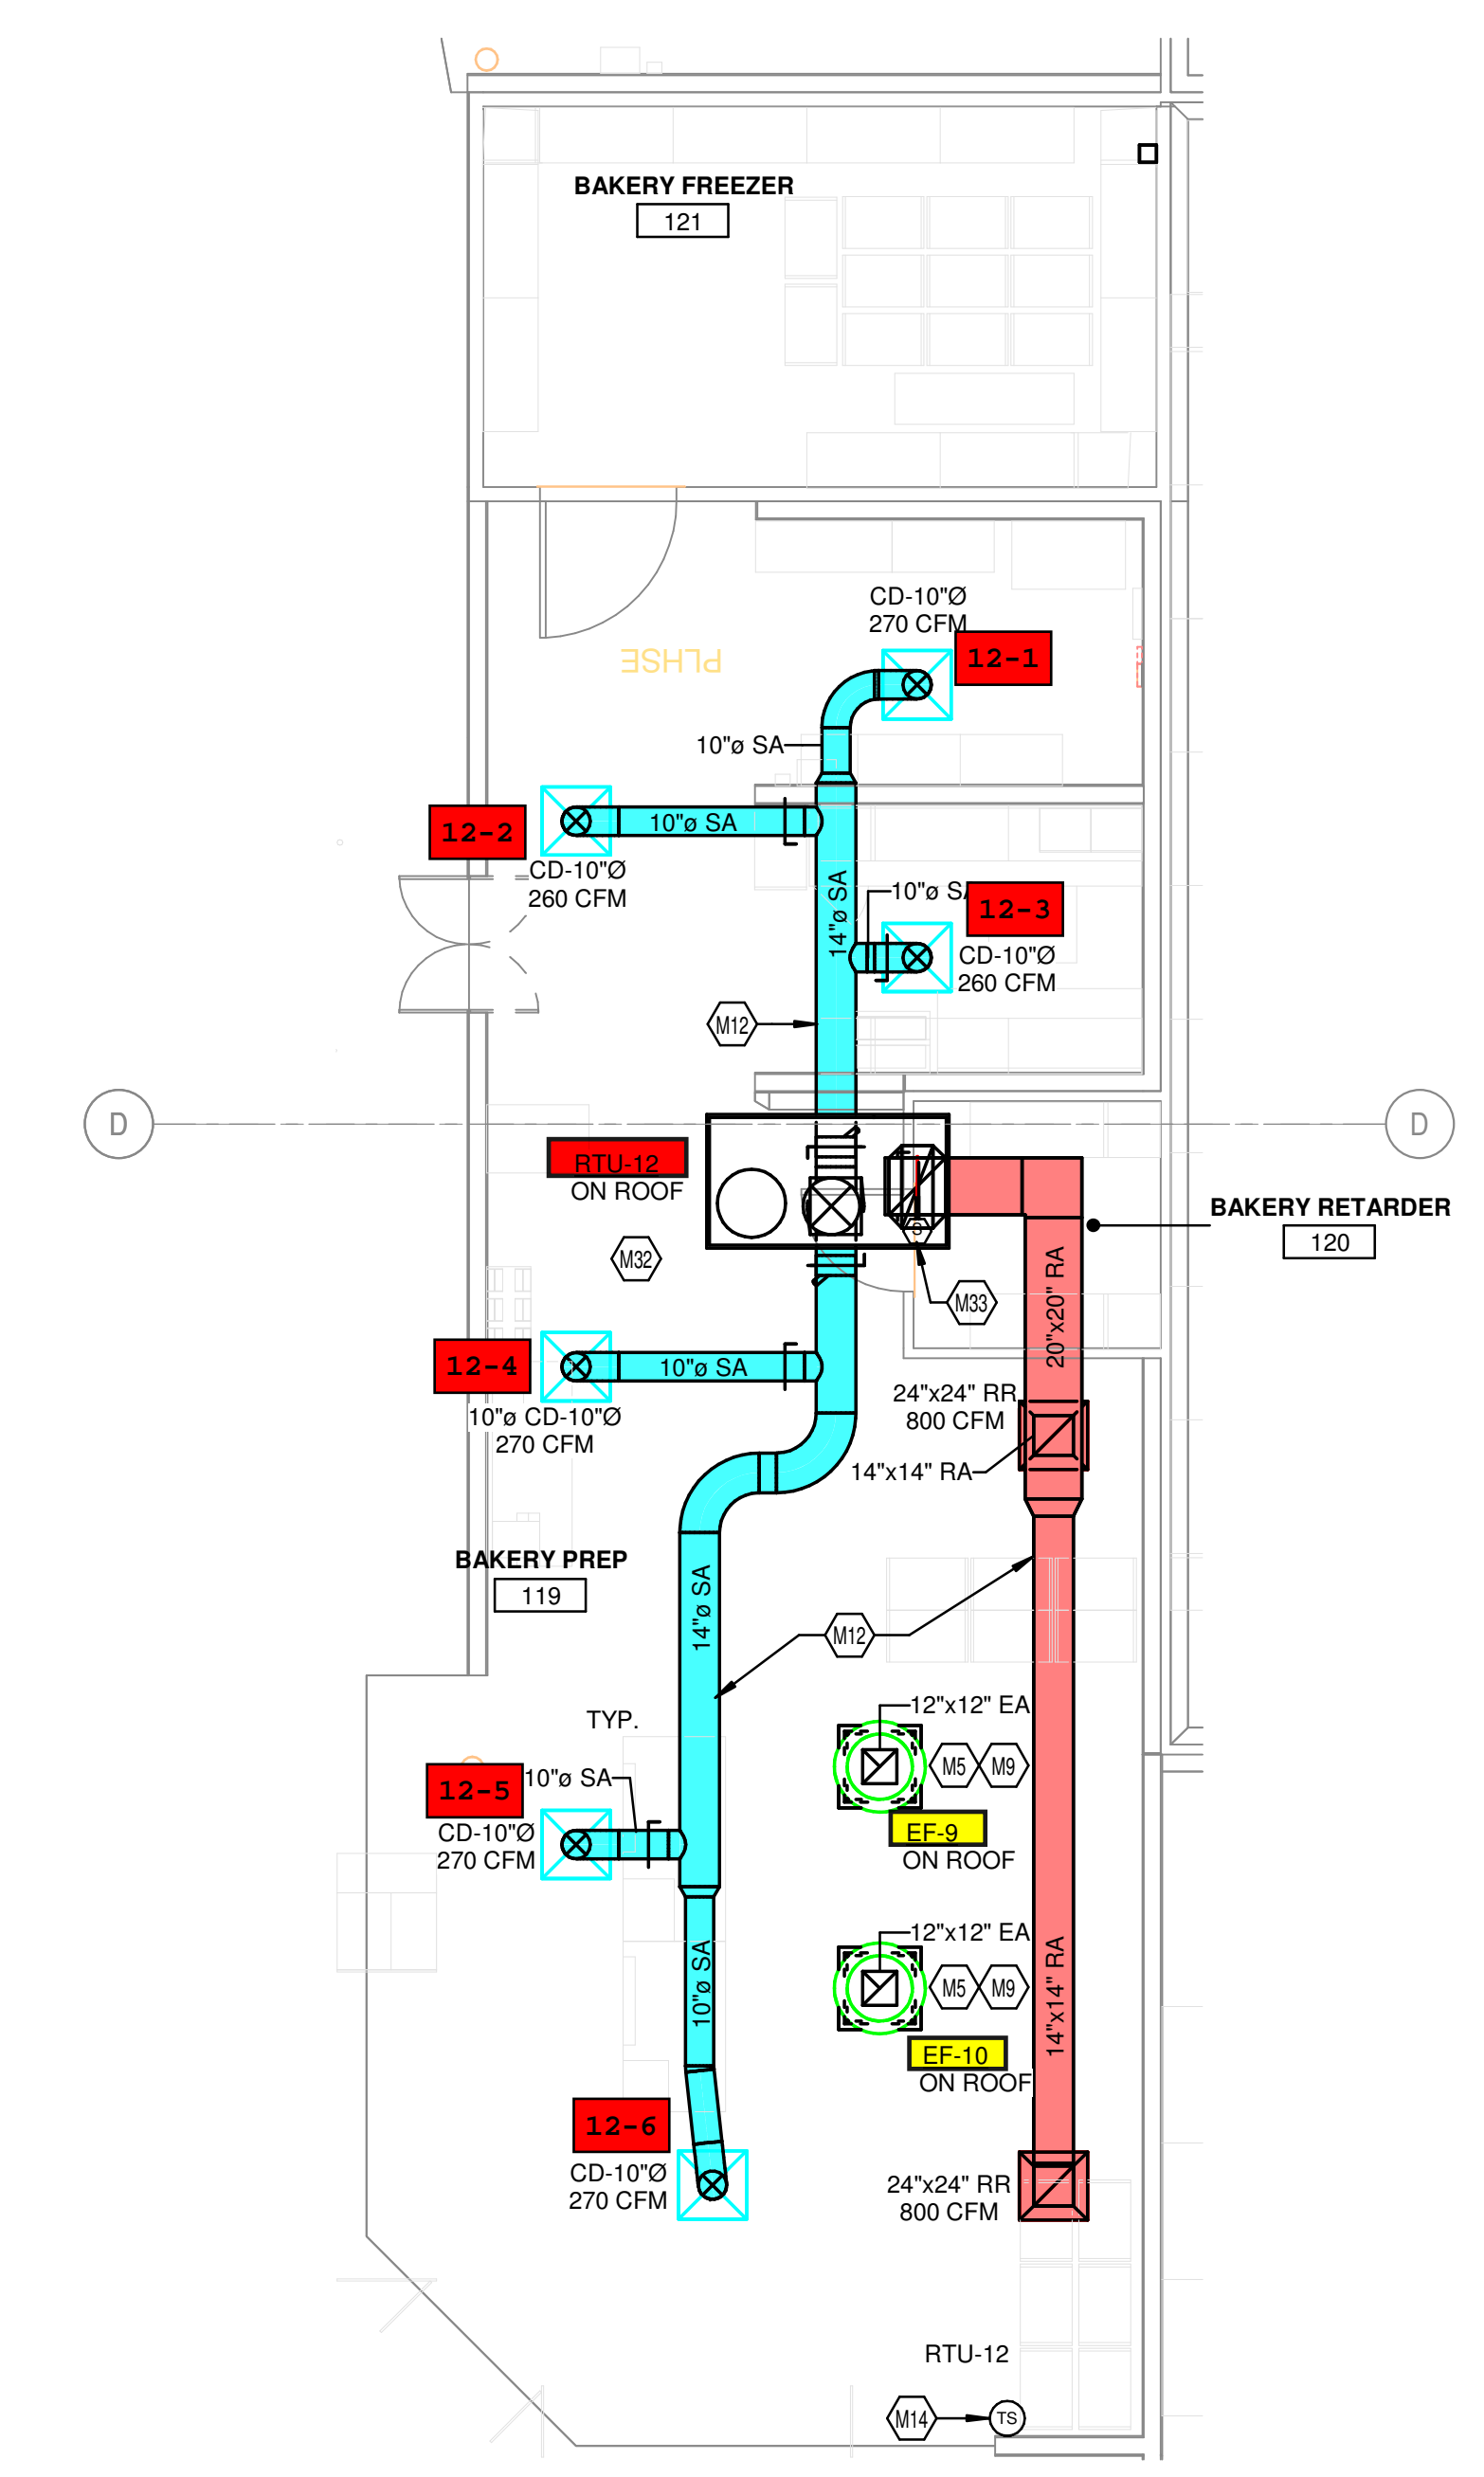 BAKERY FREEZER
121
CD-10"Ø
270 CFM
12-1
PLHSE
10"ø SA
12-2
10"ø SA
CD-10"Ø
260 CFM
14"ø SA
10"ø SA
12-3
CD-10"Ø
260 CFM
M12
D
D
RTU-12
ON ROOF
S
BAKERY RETARDER
120
M32
M33
20"x20" RA
12-4
10"ø SA
10"ø CD-10"Ø
270 CFM
24"x24" RR
800 CFM
14"x14" RA
BAKERY PREP
119
14"ø SA
M12
TYP.
12"x12" EA
M5
M9
12-5
10"ø SA
CD-10"Ø
270 CFM
EF-9
ON ROOF
12"x12" EA
M5
M9
10"ø SA
14"x14" RA
EF-10
ON ROOF
12-6
CD-10"Ø
270 CFM
24"x24" RR
800 CFM
RTU-12
M14
TS